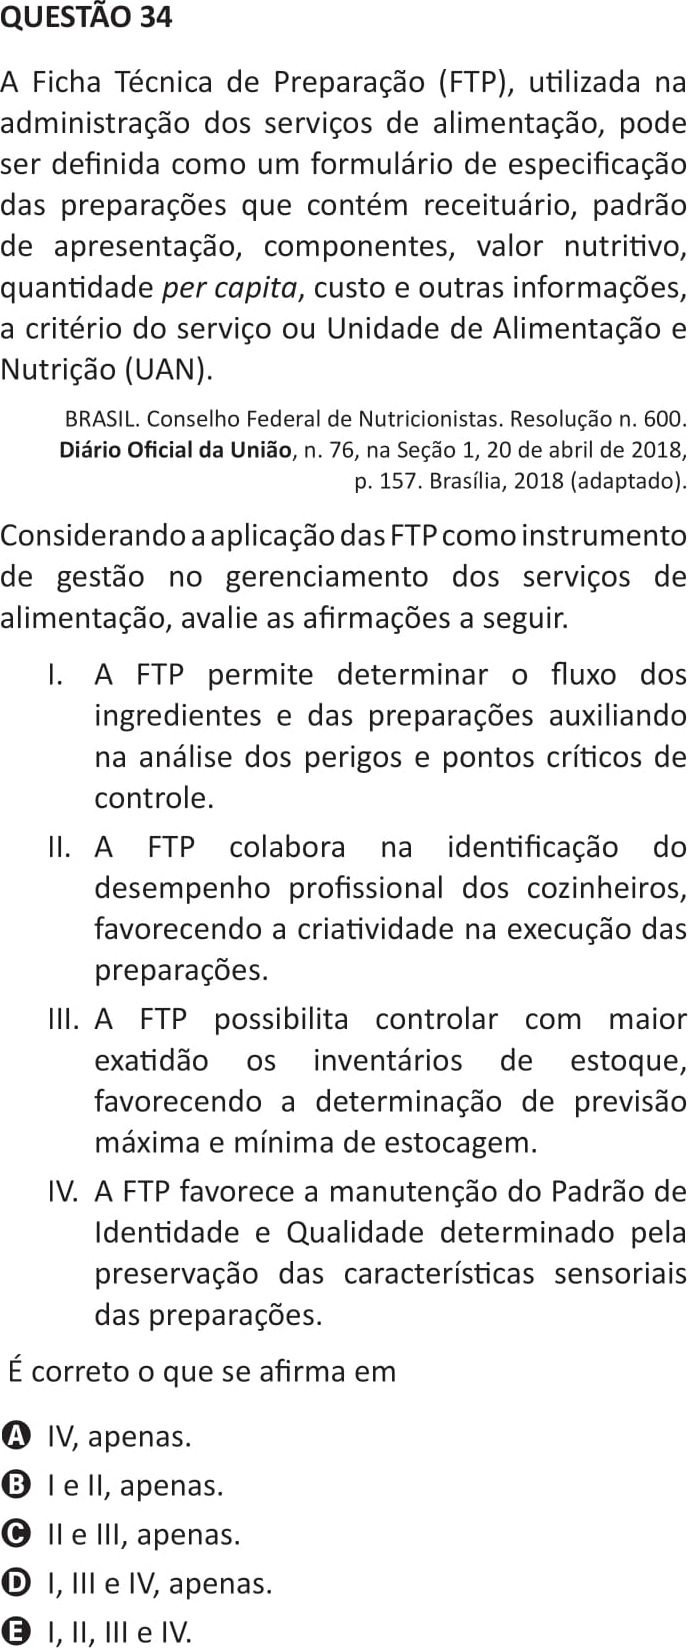 QUESTÃO 34
A Ficha Técnica de Preparação (FTP), utilizada na
administração dos serviços de alimentação, pode
ser definida como um formulário de especificação
das preparações que contém receituário, padrão
de apresentação, componentes, valor nutritivo,
quantidade per capita, custo e outras informações,
a critério do serviço ou Unidade de Alimentação e
Nutrição (UAN).
BRASIL. Conselho Federal de Nutricionistas. Resolução n. 600.
Diário Oficial da União, n. 76, na Seção 1, 20 de abril de 2018,
p. 157. Brasília, 2018 (adaptado).
Considerando a aplicação das FTP como instrumento
de gestão no gerenciamento dos serviços de
alimentação, avalie as afirmações a seguir.
I. A FTP permite determinar o fluxo dos
ingredientes e das preparações auxiliando
na análise dos perigos e pontos críticos de
controle.
II. A FTP colabora na identificação do
desempenho profissional dos cozinheiros,
favorecendo a criatividade na execução das
preparações.
III. A FTP possibilita controlar com maior
exatidão os inventários de estoque,
favorecendo a determinação de previsão
máxima e mínima de estocagem.
IV. A FTP favorece a manutenção do Padrão de
Identidade e Qualidade determinado pela
preservação das características sensoriais
das preparações.
É correto o que se afirma em
A IV, apenas.
B I e II, apenas.
C II e III, apenas.
D I, III e IV, apenas.
E I, II, III e IV.